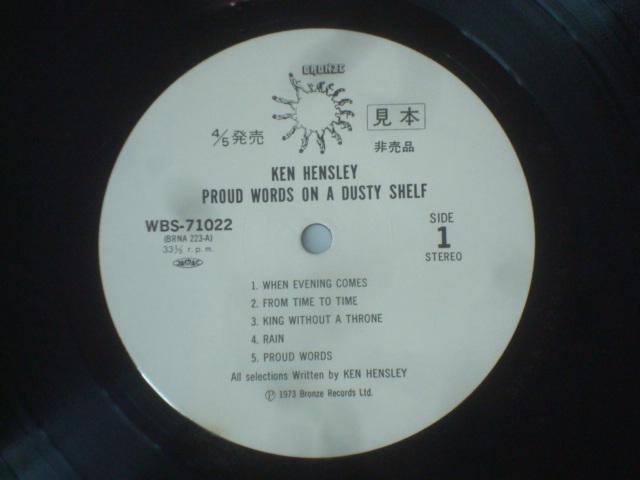 BRONZE
4/5発売
見本
非売品
KEN HENSLEY
PROUD WORDS ON A DUSTY SHELF
WBS-71022
(BRNA 223-A)
33⅓ r.p.m.
JASRAC
SIDE
1
STEREO
1. WHEN EVENING COMES
2. FROM TIME TO TIME
3. KING WITHOUT A THRONE
4. RAIN
5. PROUD WORDS
All selections Written by KEN HENSLEY
Ⓟ 1973 Bronze Records Ltd.